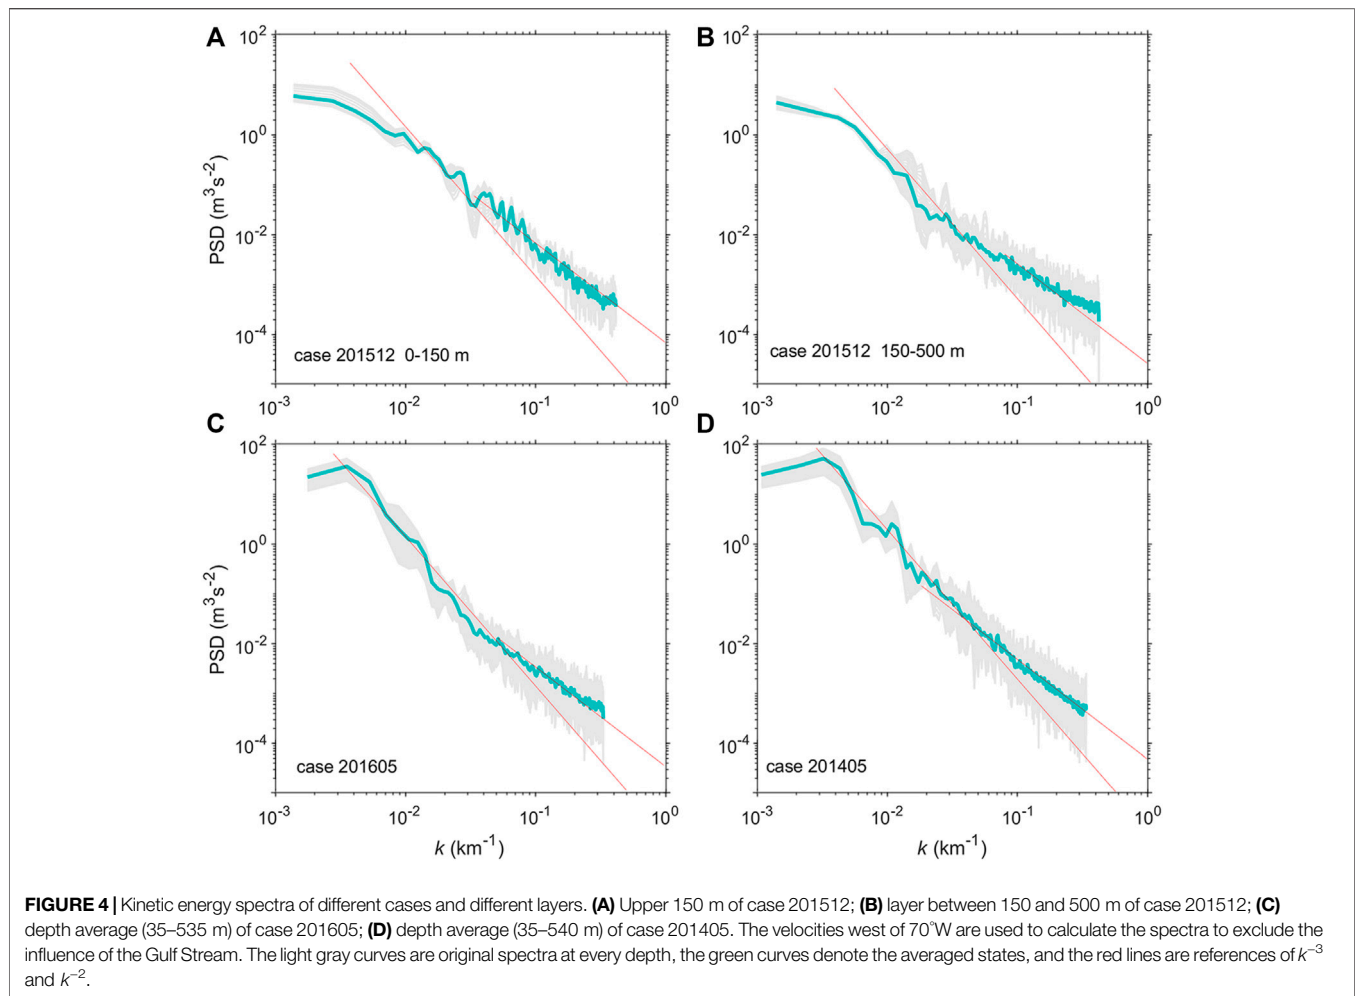 A
B
10^2
10^0
10^-2
10^-4
PSD (m^3s^-2)
case 201512 0-150 m
10^-3 10^-2 10^-1 10^0
10^2
10^0
10^-2
10^-4
case 201512 150-500 m
10^-3 10^-2 10^-1 10^0
C
D
10^2
10^0
10^-2
10^-4
PSD (m^3s^-2)
case 201605
10^-3 10^-2 10^-1 10^0
k (km^-1)
10^2
10^0
10^-2
10^-4
case 201405
10^-3 10^-2 10^-1 10^0
k (km^-1)
FIGURE 4 | Kinetic energy spectra of different cases and different layers. (A) Upper 150 m of case 201512; (B) layer between 150 and 500 m of case 201512; (C)
depth average (35–535 m) of case 201605; (D) depth average (35–540 m) of case 201405. The velocities west of 70°W are used to calculate the spectra to exclude the
influence of the Gulf Stream. The light gray curves are original spectra at every depth, the green curves denote the averaged states, and the red lines are references of k^−3
and k^−2.